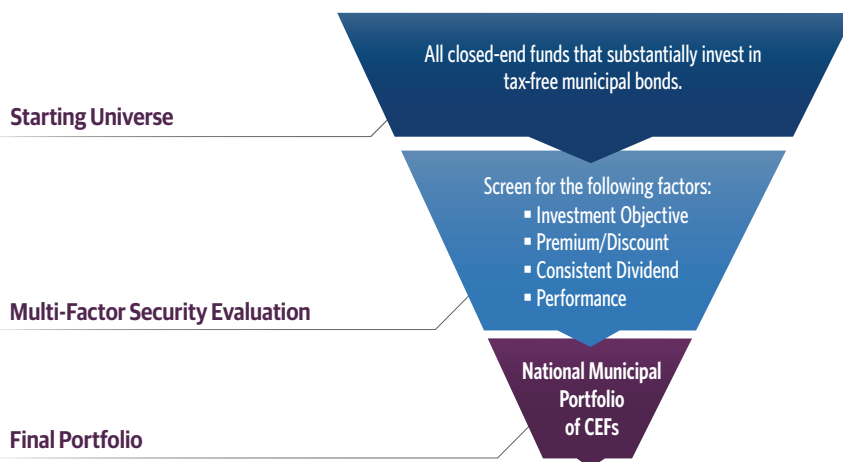 All closed-end funds that substantially invest in
tax-free municipal bonds.
Starting Universe
Screen for the following factors:
▪ Investment Objective
▪ Premium/Discount
▪ Consistent Dividend
▪ Performance
Multi-Factor Security Evaluation
National Municipal
Portfolio
of CEFs
Final Portfolio